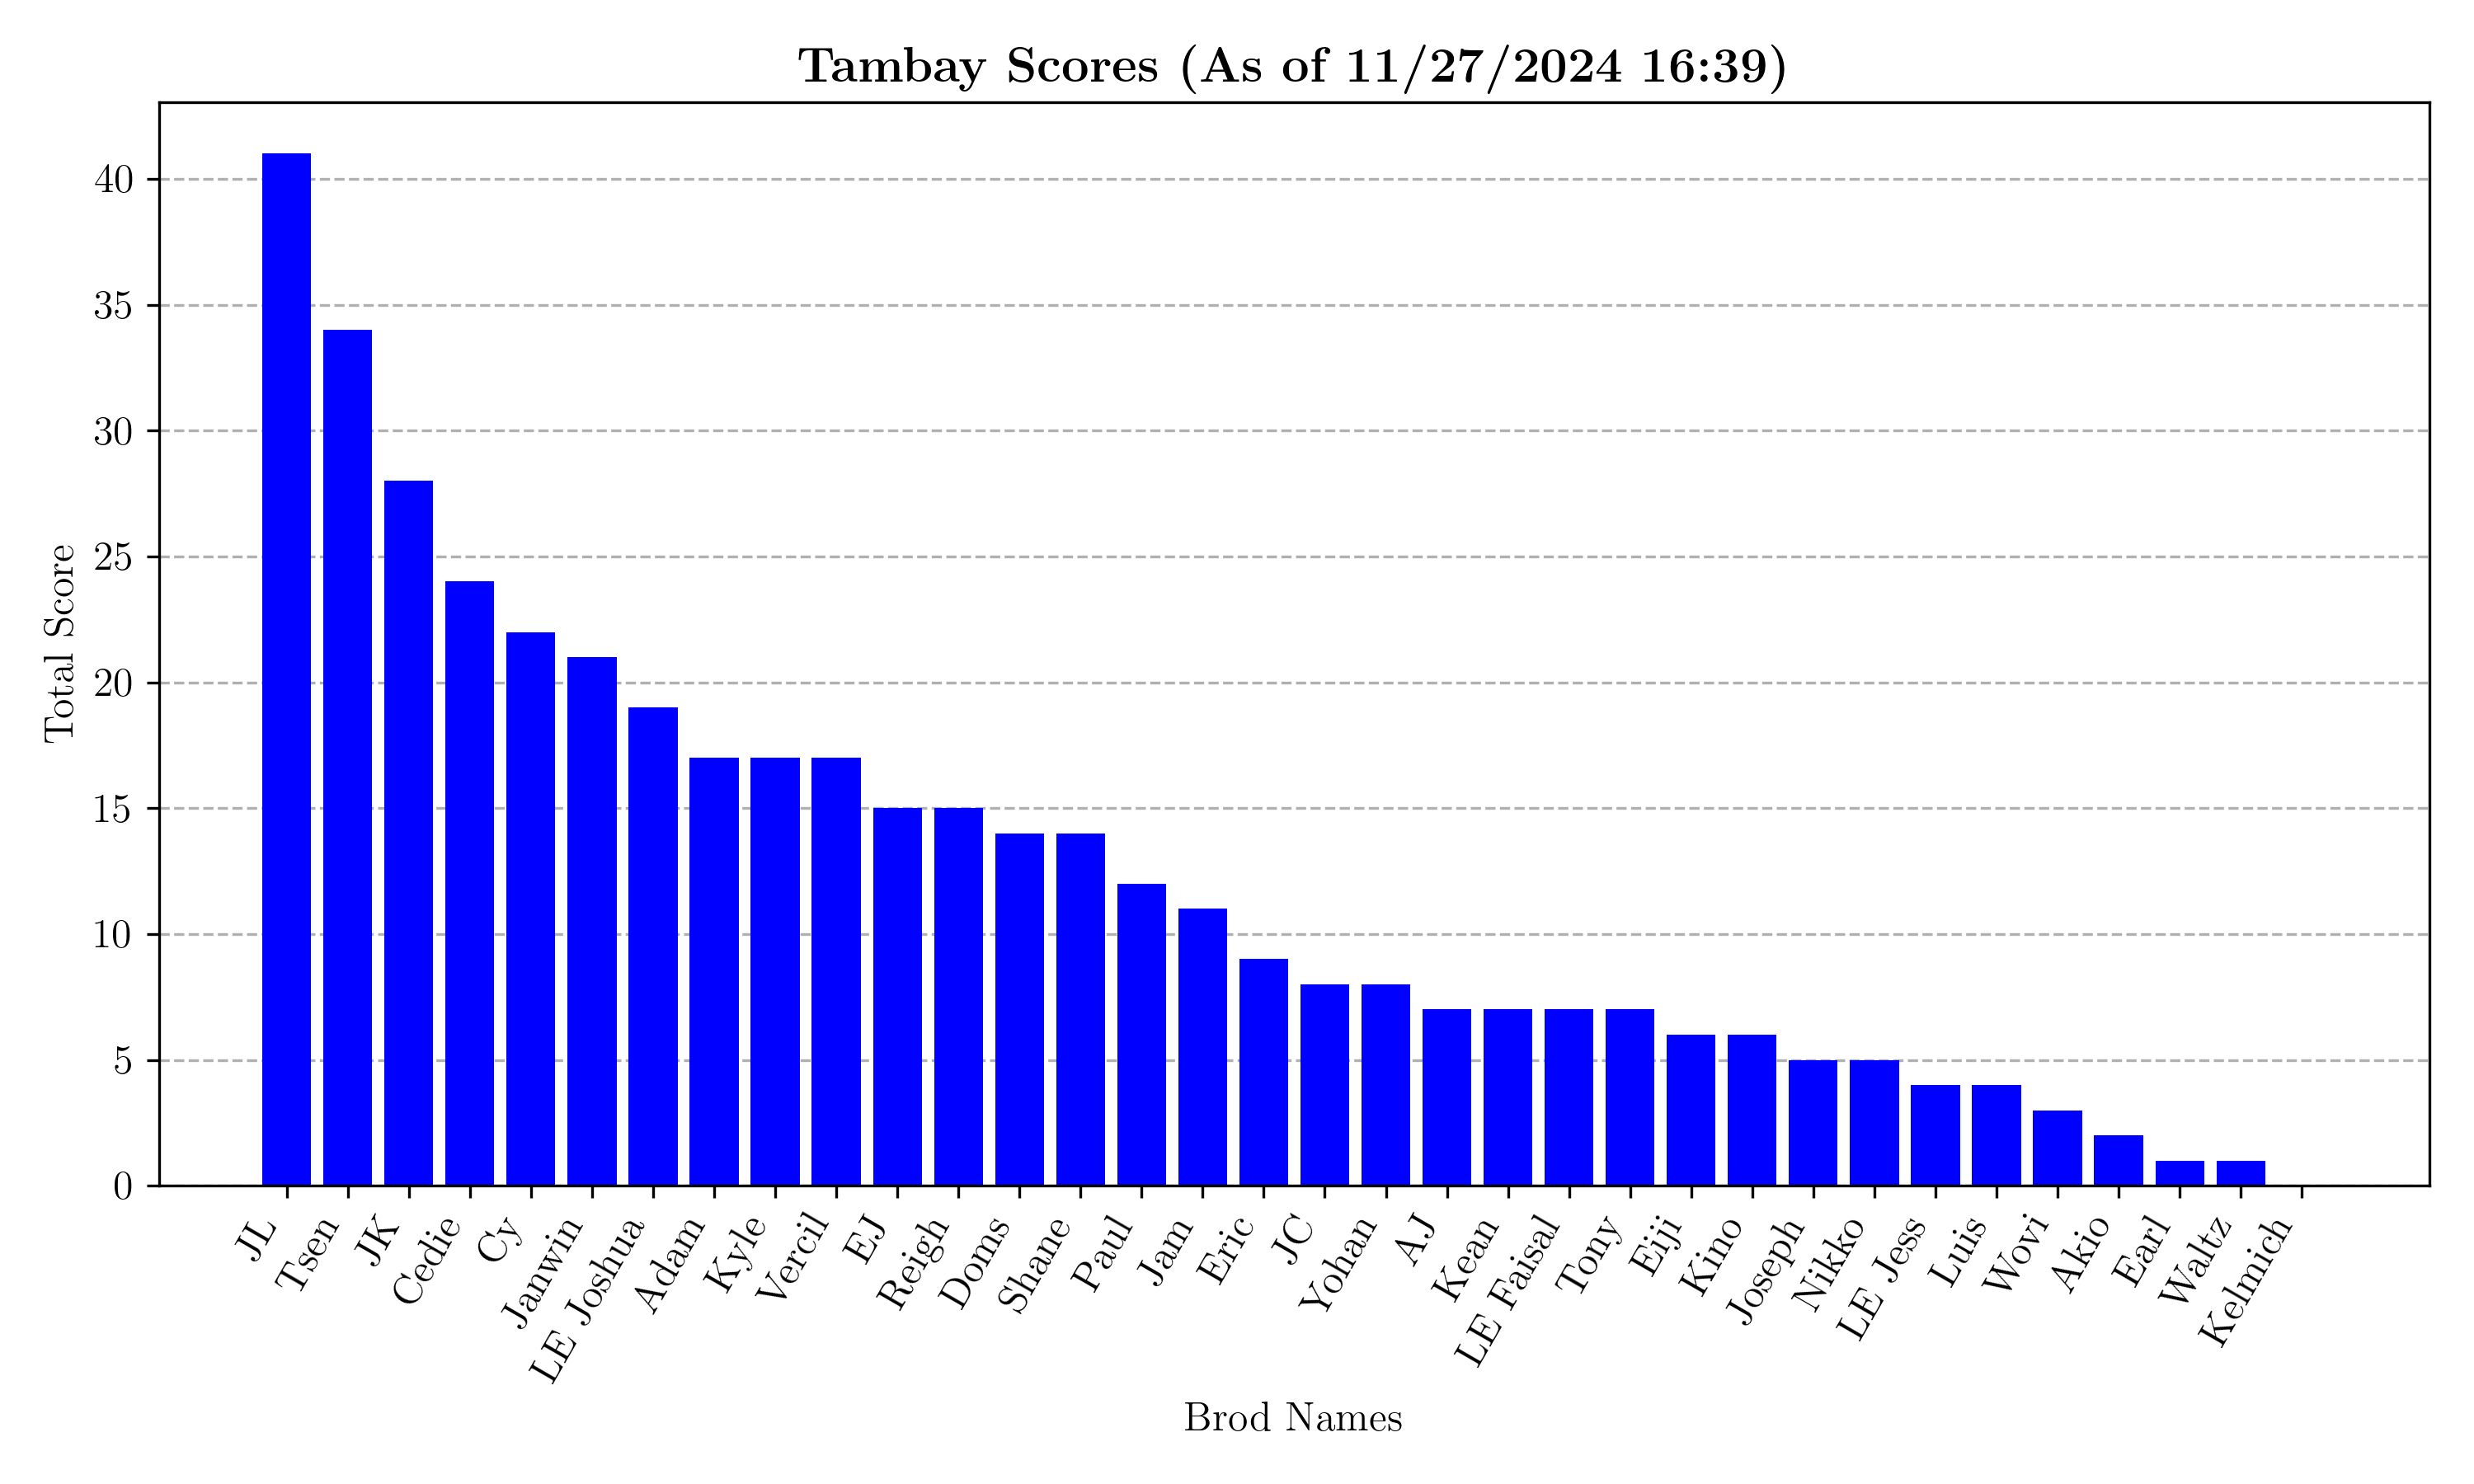 Tambay Scores (As of 11/27/2024 16:39)
Total Score
40
35
30
25
20
15
10
5
0
JL
Tsen
JK
Cedie
Cy
Janwin
LE Joshua
Adam
Kyle
Vercil
EJ
Reigh
Doms
Shane
Paul
Jam
Eric
JC
Yohan
AJ
Kean
LE Faisal
Tony
Eiji
Kino
Joseph
Nikko
LE Jess
Luis
Wovi
Akio
Earl
Waltz
Kelmich
Brod Names